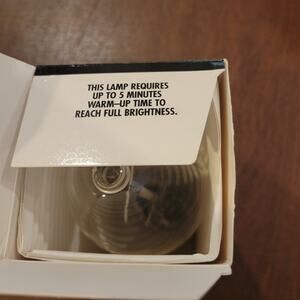 THIS LAMP REQUIRES
UP TO 5 MINUTES
WARM-UP TIME TO
REACH FULL BRIGHTNESS.